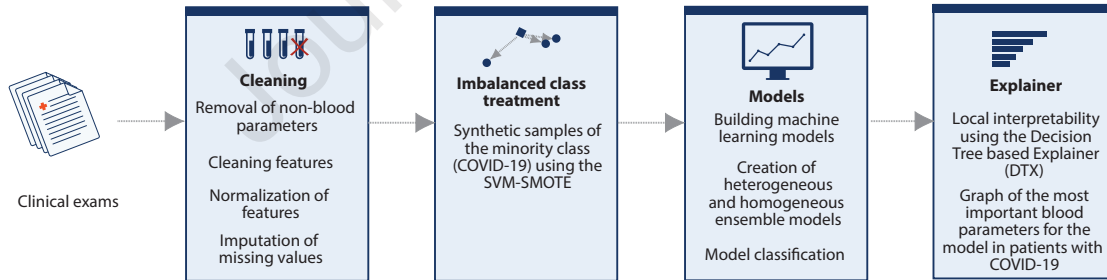 Clinical exams
Cleaning
Removal of non-blood
parameters
Cleaning features
Normalization of
features
Imputation of
missing values
Imbalanced class
treatment
Synthetic samples of
the minority class
(COVID-19) using the
SVM-SMOTE
Models
Building machine
learning models
Creation of
heterogeneous
and homogeneous
ensemble models
Model classification
Explainer
Local interpretability
using the Decision
Tree based Explainer
(DTX)
Graph of the most
important blood
parameters for the
model in patients with
COVID-19